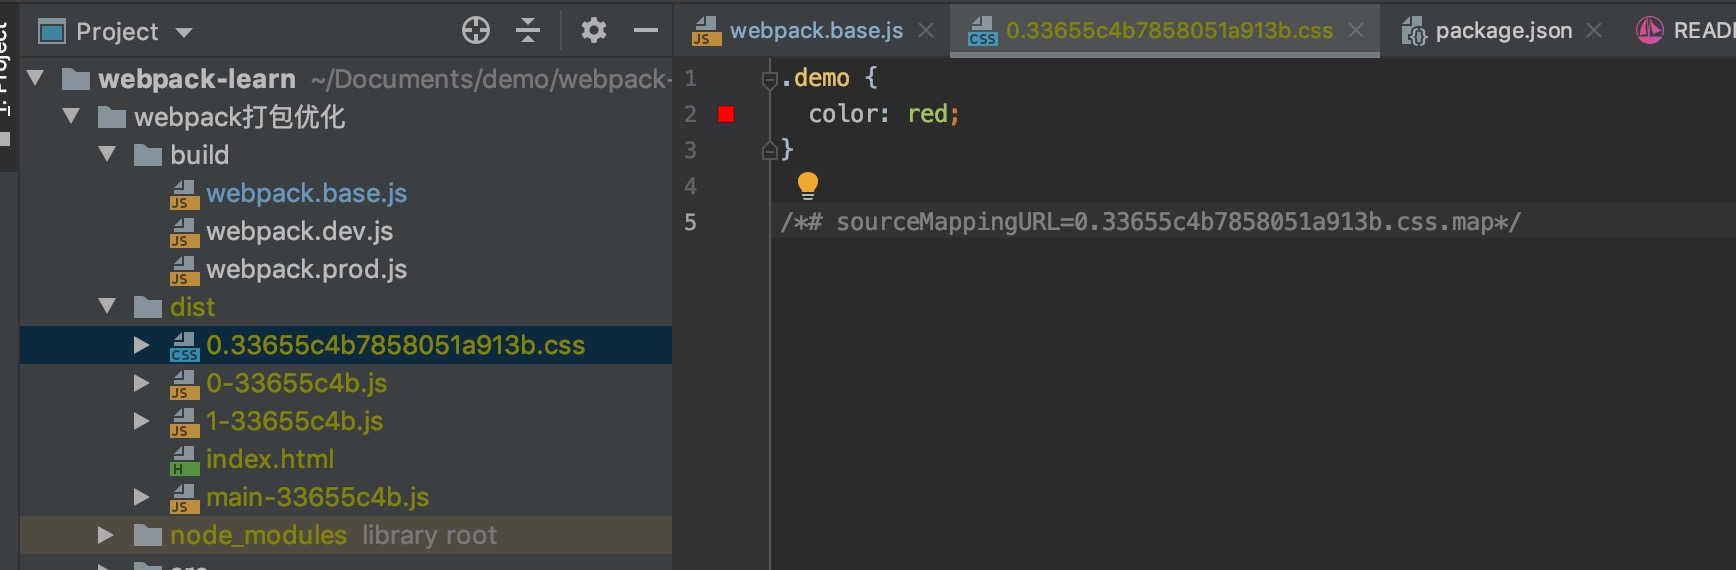 1: Project
Project
webpack-learn ~/Documents/demo/webpack-
webpack打包优化
build
JS webpack.base.js
JS webpack.dev.js
JS webpack.prod.js
dist
CSS 0.33655c4b7858051a913b.css
JS 0-33655c4b.js
JS 1-33655c4b.js
H index.html
JS main-33655c4b.js
node_modules library root
JS webpack.base.js
CSS 0.33655c4b7858051a913b.css
package.json
READ
1 .demo {
2 color: red;
3 }
4
5 /*# sourceMappingURL=0.33655c4b7858051a913b.css.map*/